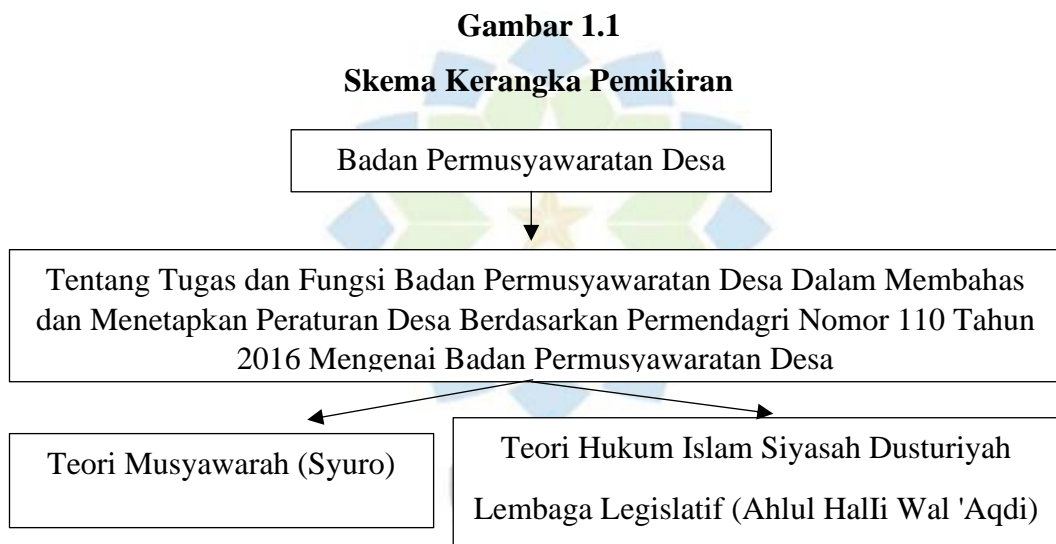 Gambar 1.1
Skema Kerangka Pemikiran
Badan Permusyawaratan Desa
Tentang Tugas dan Fungsi Badan Permusyawaratan Desa Dalam Membahas
dan Menetapkan Peraturan Desa Berdasarkan Permendagri Nomor 110 Tahun
2016 Mengenai Badan Permusyawaratan Desa
Teori Musyawarah (Syuro)
Teori Hukum Islam Siyasah Dusturiyah
Lembaga Legislatif (Ahlul HalIi Wal 'Aqdi)